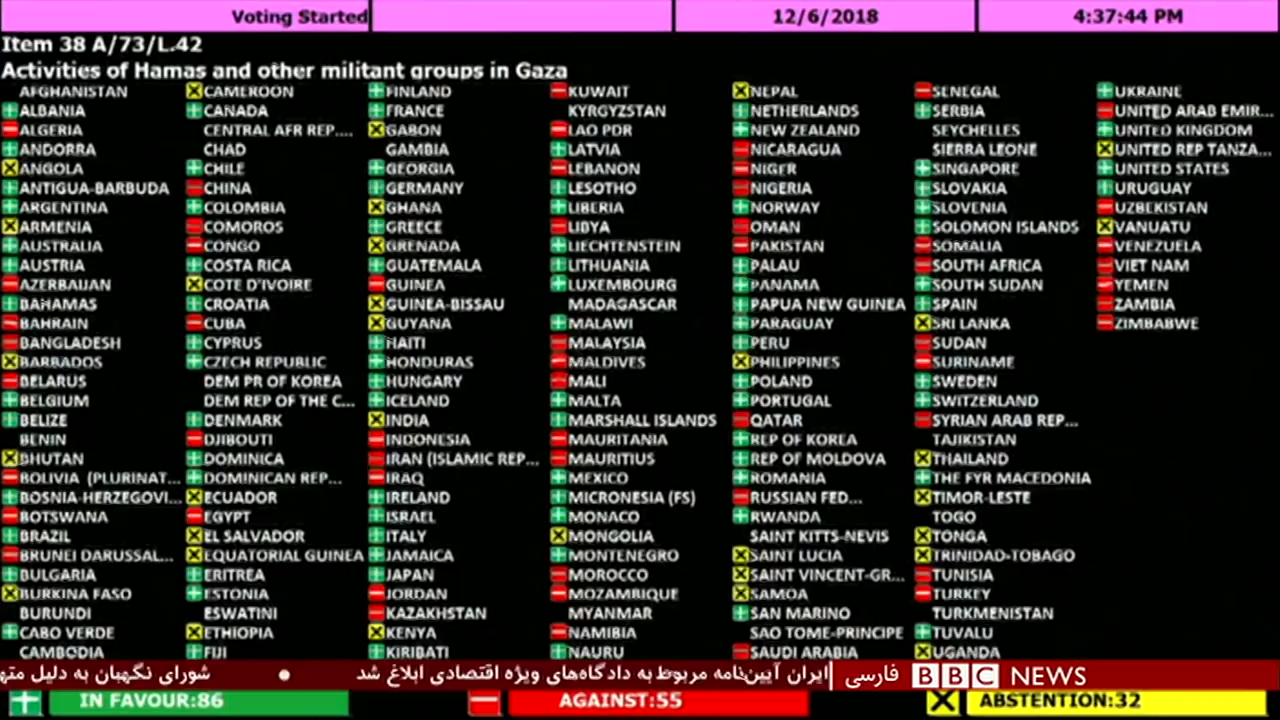 Voting Started
12/6/2018
4:37:44 PM
Item 38 A/73/L.42
Activities of Hamas and other militant groups in Gaza
AFGHANISTAN
ALBANIA
ALGERIA
ANDORRA
ANGOLA
ANTIGUA-BARBUDA
ARGENTINA
ARMENIA
AUSTRALIA
AUSTRIA
AZERBAIJAN
BAHAMAS
BAHRAIN
BANGLADESH
BARBADOS
BELARUS
BELGIUM
BELIZE
BENIN
BHUTAN
BOLIVIA (PLURINAT...
BOSNIA-HERZEGOVI...
BOTSWANA
BRAZIL
BRUNEI DARUSSAL...
BULGARIA
BURKINA FASO
BURUNDI
CABO VERDE
CAMBODIA
CAMEROON
CANADA
CENTRAL AFR REP....
CHAD
CHILE
CHINA
COLOMBIA
COMOROS
CONGO
COSTA RICA
COTE D'IVOIRE
CROATIA
CUBA
CYPRUS
CZECH REPUBLIC
DEM PR OF KOREA
DEM REP OF THE C...
DENMARK
DJIBOUTI
DOMINICA
DOMINICAN REP...
ECUADOR
EGYPT
EL SALVADOR
EQUATORIAL GUINEA
ERITREA
ESTONIA
ESWATINI
ETHIOPIA
FIJI
FINLAND
FRANCE
GABON
GAMBIA
GEORGIA
GERMANY
GHANA
GREECE
GRENADA
GUATEMALA
GUINEA
GUINEA-BISSAU
GUYANA
HAITI
HONDURAS
HUNGARY
ICELAND
INDIA
INDONESIA
IRAN (ISLAMIC REP...
IRAQ
IRELAND
ISRAEL
ITALY
JAMAICA
JAPAN
JORDAN
KAZAKHSTAN
KENYA
KIRIBATI
KUWAIT
KYRGYZSTAN
LAO PDR
LATVIA
LEBANON
LESOTHO
LIBERIA
LIBYA
LIECHTENSTEIN
LITHUANIA
LUXEMBOURG
MADAGASCAR
MALAWI
MALAYSIA
MALDIVES
MALI
MALTA
MARSHALL ISLANDS
MAURITANIA
MAURITIUS
MEXICO
MICRONESIA (FS)
MONACO
MONGOLIA
MONTENEGRO
MOROCCO
MOZAMBIQUE
MYANMAR
NAMIBIA
NAURU
NEPAL
NETHERLANDS
NEW ZEALAND
NICARAGUA
NIGER
NIGERIA
NORWAY
OMAN
PAKISTAN
PALAU
PANAMA
PAPUA NEW GUINEA
PARAGUAY
PERU
PHILIPPINES
POLAND
PORTUGAL
QATAR
REP OF KOREA
REP OF MOLDOVA
ROMANIA
RUSSIAN FED...
RWANDA
SAINT KITTS-NEVIS
SAINT LUCIA
SAINT VINCENT-GR...
SAMOA
SAN MARINO
SAO TOME-PRINCIPE
SAUDI ARABIA
SENEGAL
SERBIA
SEYCHELLES
SIERRA LEONE
SINGAPORE
SLOVAKIA
SLOVENIA
SOLOMON ISLANDS
SOMALIA
SOUTH AFRICA
SOUTH SUDAN
SPAIN
SRI LANKA
SUDAN
SURINAME
SWEDEN
SWITZERLAND
SYRIAN ARAB REP...
TAJIKISTAN
THAILAND
THE FYR MACEDONIA
TIMOR-LESTE
TOGO
TONGA
TRINIDAD-TOBAGO
TUNISIA
TURKEY
TURKMENISTAN
TUVALU
UGANDA
UKRAINE
UNITED ARAB EMIR...
UNITED KINGDOM
UNITED REP TANZA...
UNITED STATES
URUGUAY
UZBEKISTAN
VANUATU
VENEZUELA
VIET NAM
YEMEN
ZAMBIA
ZIMBABWE
BBC NEWS فارسی
ایران آیین‌نامه مربوط به دادگاه‌های ویژه اقتصادی ابلاغ شد • شورای نگهبان به دلیل
IN FAVOUR:86
AGAINST:55
ABSTENTION:32